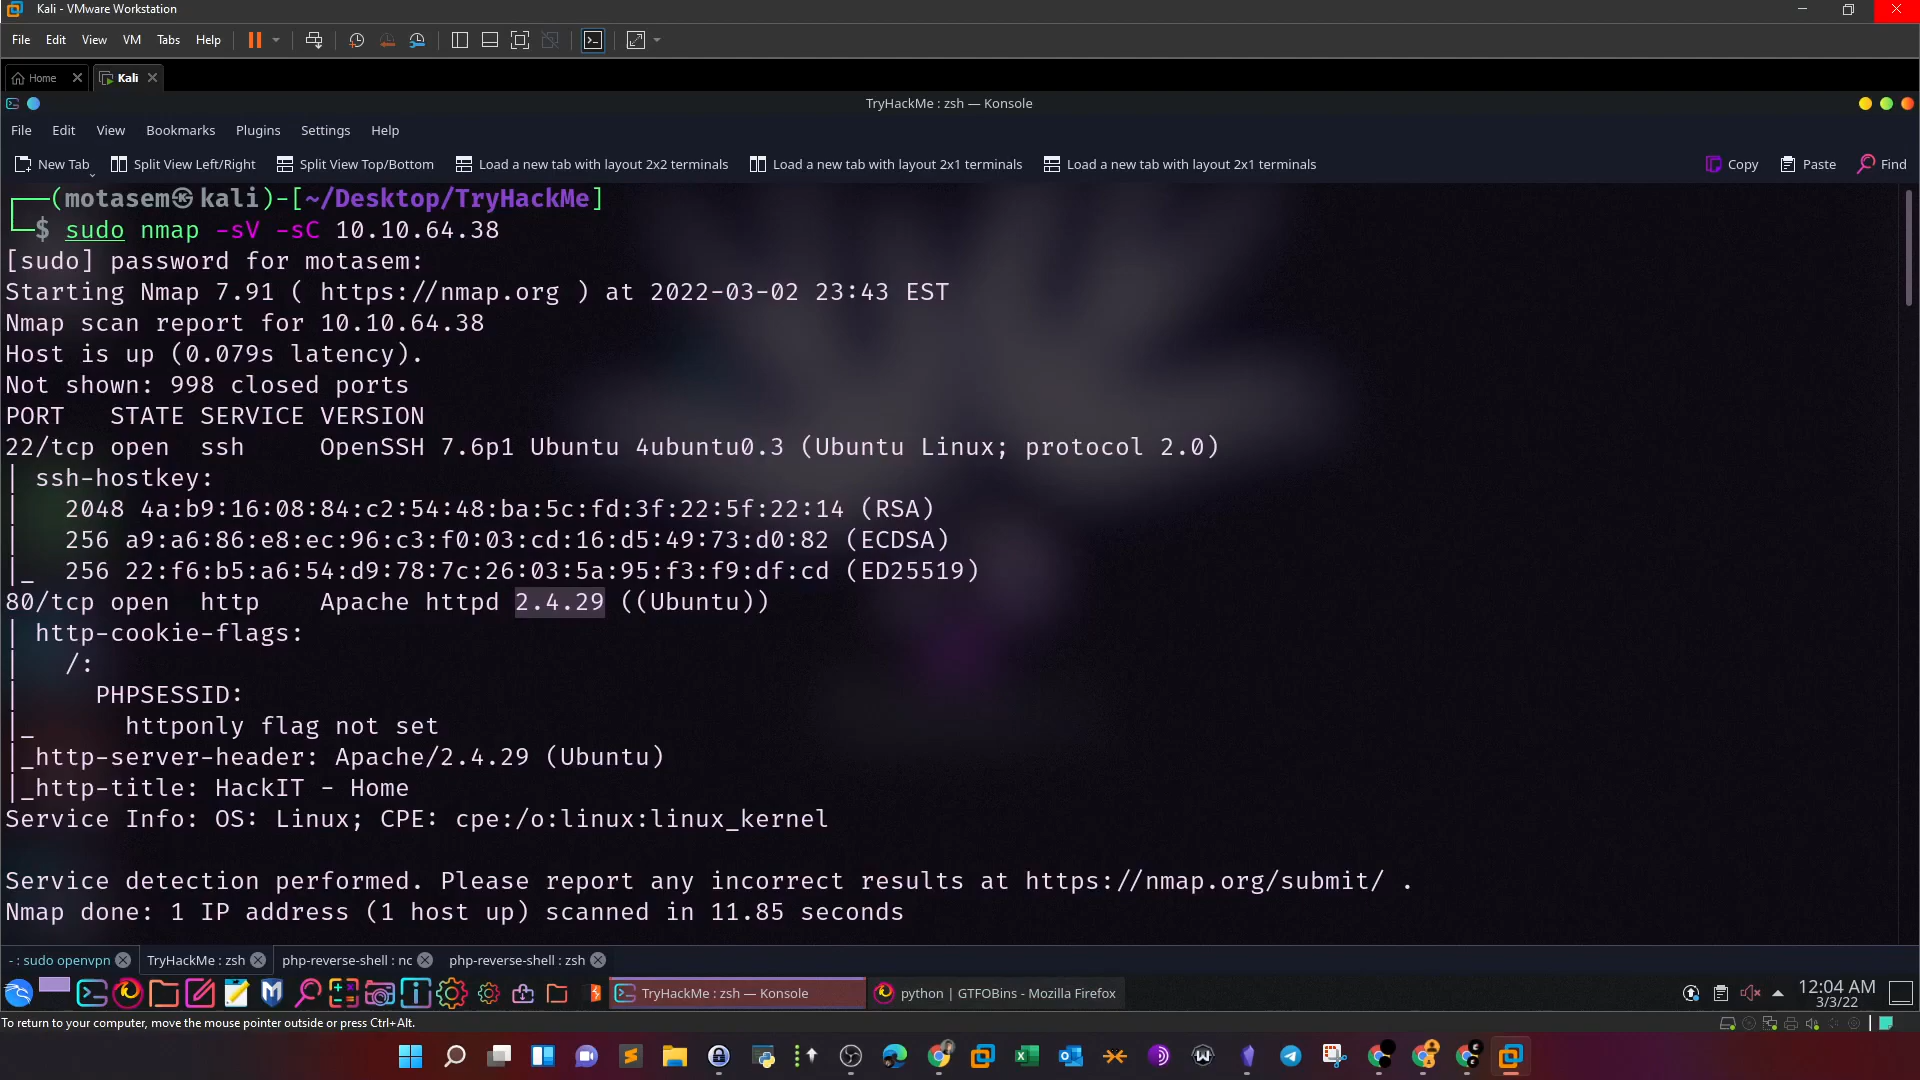 Kali - VMware Workstation
File Edit View VM Tabs Help
Home Kali
TryHackMe : zsh — Konsole
File Edit View Bookmarks Plugins Settings Help
New Tab Split View Left/Right Split View Top/Bottom Load a new tab with layout 2x2 terminals Load a new tab with layout 2x1 terminals Load a new tab with layout 2x1 terminals Copy Paste Find
┌──(motasem㉿kali)-[~/Desktop/TryHackMe]
└─$ sudo nmap -sV -sC 10.10.64.38
[sudo] password for motasem:
Starting Nmap 7.91 ( https://nmap.org ) at 2022-03-02 23:43 EST
Nmap scan report for 10.10.64.38
Host is up (0.079s latency).
Not shown: 998 closed ports
PORT   STATE SERVICE VERSION
22/tcp open  ssh     OpenSSH 7.6p1 Ubuntu 4ubuntu0.3 (Ubuntu Linux; protocol 2.0)
| ssh-hostkey:
|   2048 4a:b9:16:08:84:c2:54:48:ba:5c:fd:3f:22:5f:22:14 (RSA)
|   256 a9:a6:86:e8:ec:96:c3:f0:03:cd:16:d5:49:73:d0:82 (ECDSA)
|_  256 22:f6:b5:a6:54:d9:78:7c:26:03:5a:95:f3:f9:df:cd (ED25519)
80/tcp open  http    Apache httpd 2.4.29 ((Ubuntu))
| http-cookie-flags:
|   /:
|     PHPSESSID:
|_      httponly flag not set
|_http-server-header: Apache/2.4.29 (Ubuntu)
|_http-title: HackIT - Home
Service Info: OS: Linux; CPE: cpe:/o:linux:linux_kernel
Service detection performed. Please report any incorrect results at https://nmap.org/submit/ .
Nmap done: 1 IP address (1 host up) scanned in 11.85 seconds
- : sudo openvpn TryHackMe : zsh php-reverse-shell : nc php-reverse-shell : zsh
TryHackMe : zsh — Konsole python | GTFOBins - Mozilla Firefox 12:04 AM
3/3/22
To return to your computer, move the mouse pointer outside or press Ctrl+Alt.